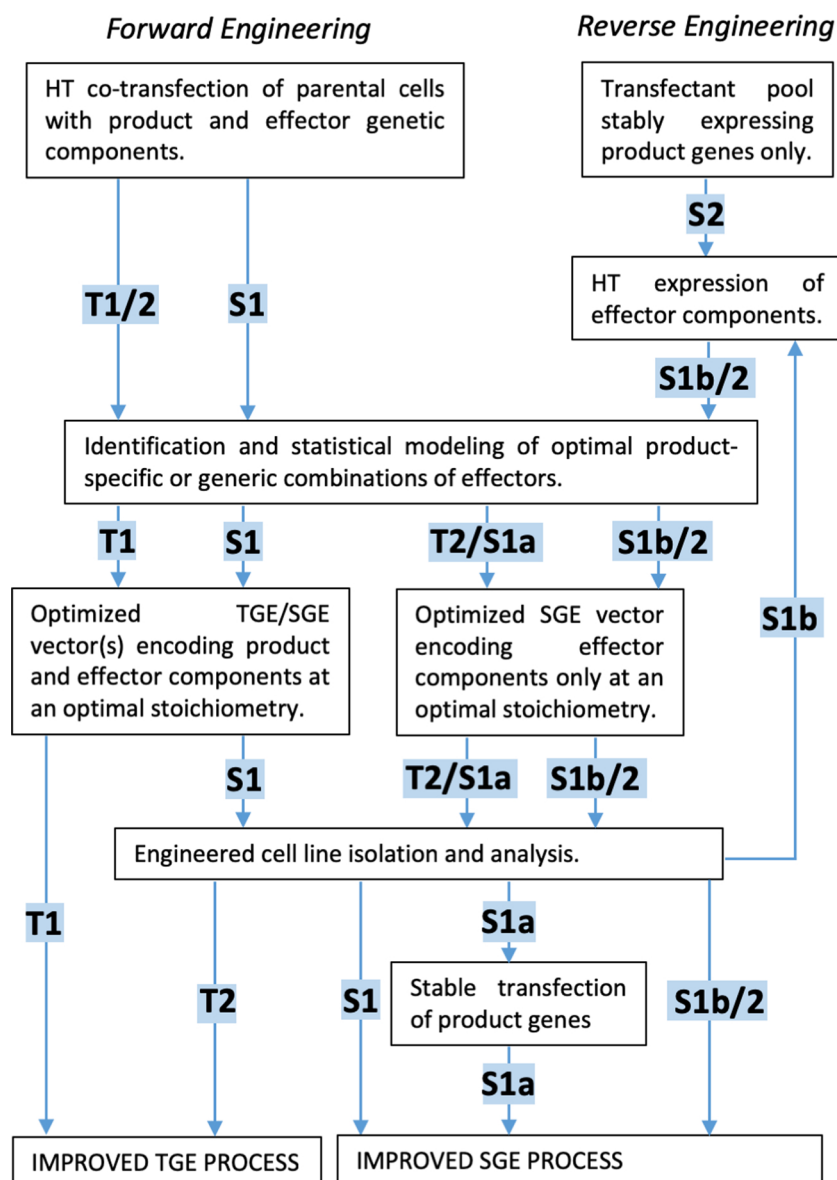 Forward Engineering
Reverse Engineering
HT co-transfection of parental cells
with product and effector genetic
components.
Transfectant pool
stably expressing
product genes only.
S2
HT expression of
effector components.
T1/2
S1
S1b/2
Identification and statistical modeling of optimal product-
specific or generic combinations of effectors.
T1
S1
T2/S1a
S1b/2
S1b
Optimized TGE/SGE
vector(s) encoding product
and effector components at
an optimal stoichiometry.
Optimized SGE vector
encoding effector
components only at an
optimal stoichiometry.
S1
T2/S1a
S1b/2
Engineered cell line isolation and analysis.
T1
T2
S1
S1a
S1b/2
Stable transfection
of product genes
S1a
IMPROVED TGE PROCESS
IMPROVED SGE PROCESS